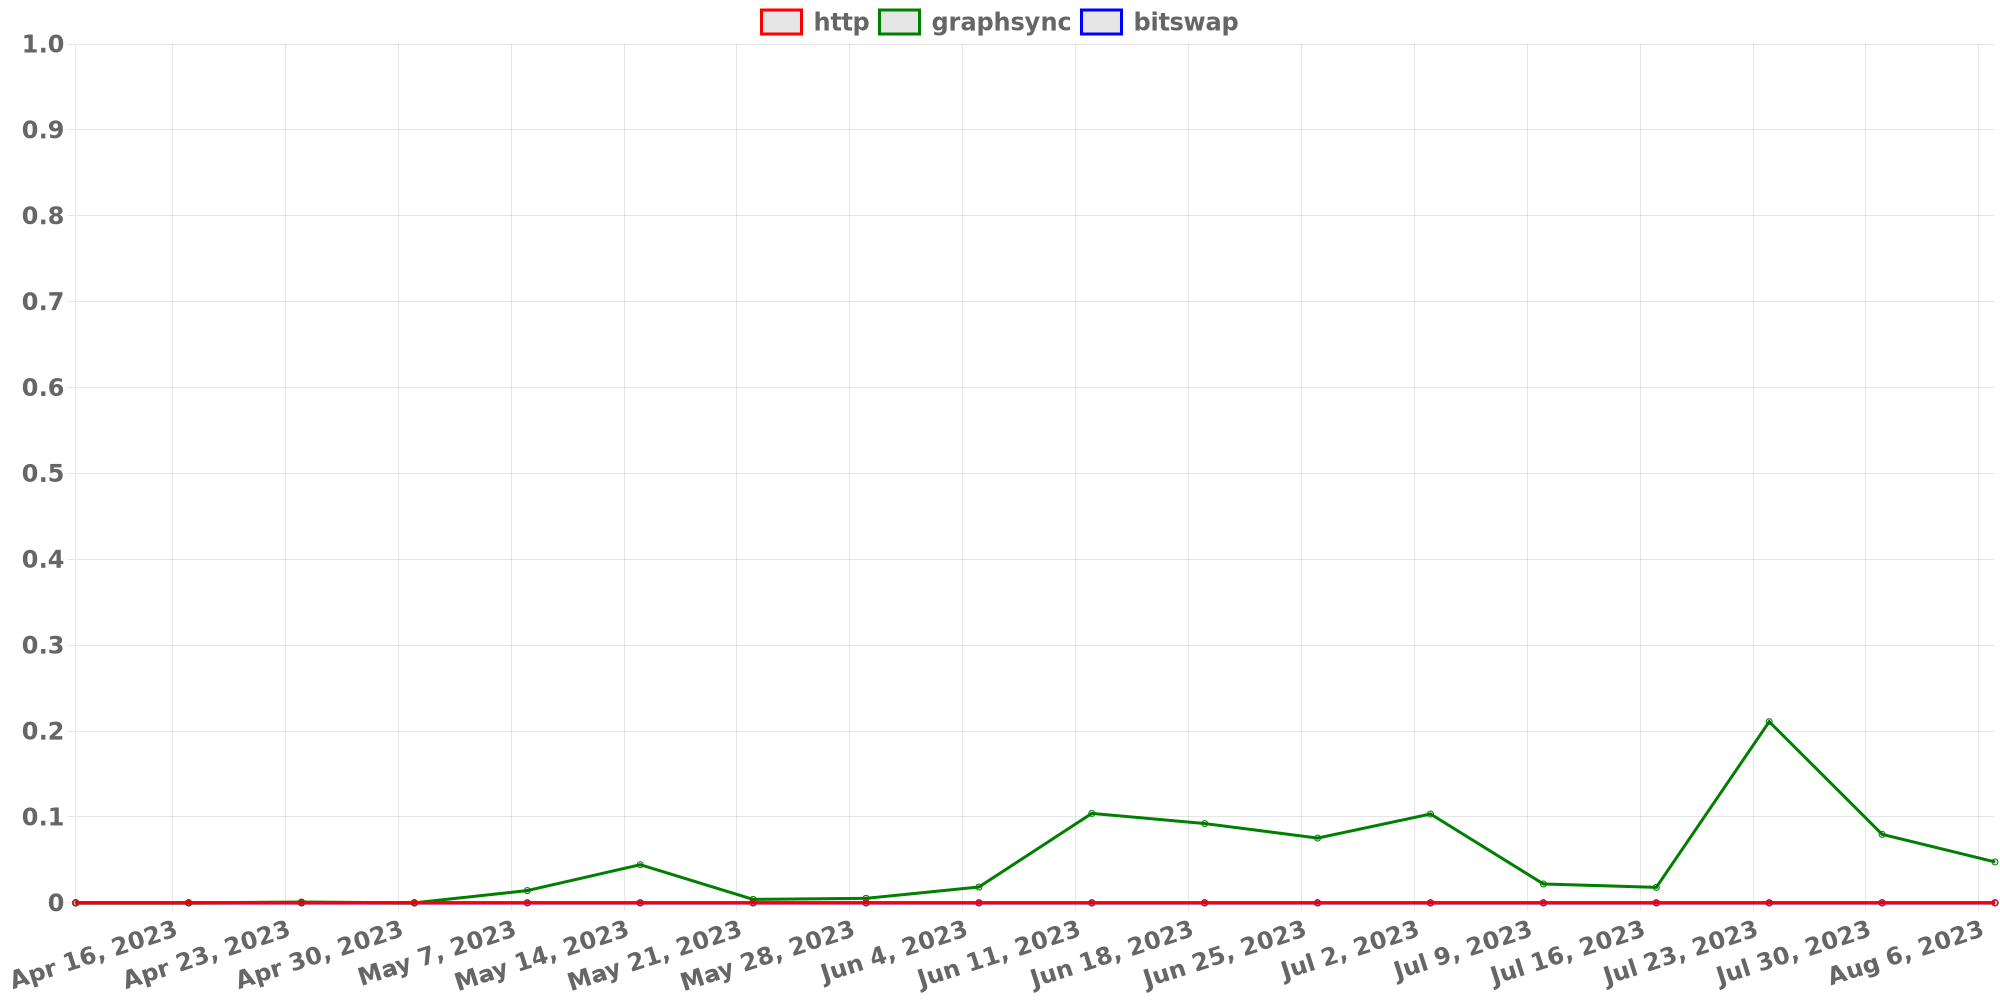 http graphsync bitswap
1.0
0.9
0.8
0.7
0.6
0.5
0.4
0.3
0.2
0.1
0
Apr 16, 2023
Apr 23, 2023
Apr 30, 2023
May 7, 2023
May 14, 2023
May 21, 2023
May 28, 2023
Jun 4, 2023
Jun 11, 2023
Jun 18, 2023
Jun 25, 2023
Jul 2, 2023
Jul 9, 2023
Jul 16, 2023
Jul 23, 2023
Jul 30, 2023
Aug 6, 2023